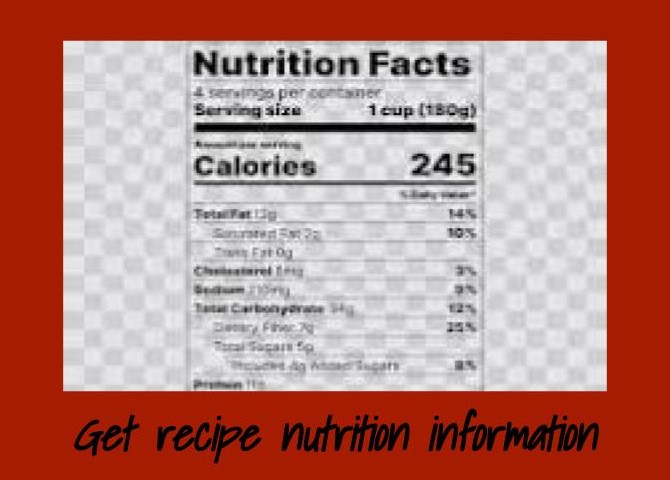 Nutrition Facts
4 servings per container
Serving size 1 cup (180g)
Amount per serving
Calories 245
% Daily Value*
Total Fat 12g 14%
Saturated Fat 2g 10%
Trans Fat 0g
Cholesterol 8mg 3%
Sodium 210mg 9%
Total Carbohydrate 34g 12%
Dietary Fiber 7g 25%
Total Sugars 5g
Includes 4g Added Sugars 8%
Protein 11g
Get recipe nutrition information